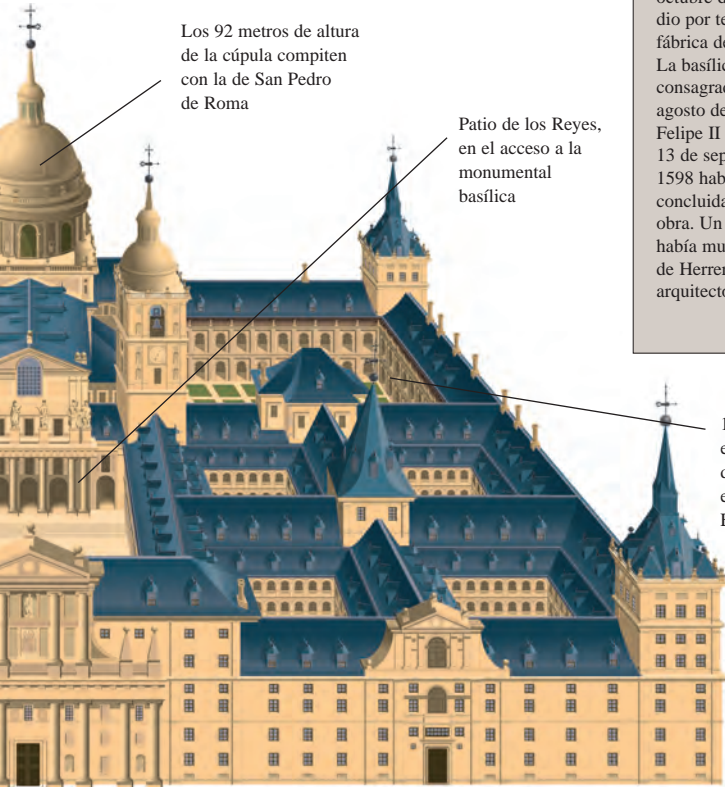 Los 92 metros de altura
de la cúpula compiten
con la de San Pedro
de Roma
Patio de los Reyes,
en el acceso a la
monumental
basílica
octubre d
dio por te
fábrica de
La basílic
consagrad
agosto de
Felipe II
13 de sep
1598 hab
concluida
obra. Un
había mu
de Herre
arquitecto
e
d
e